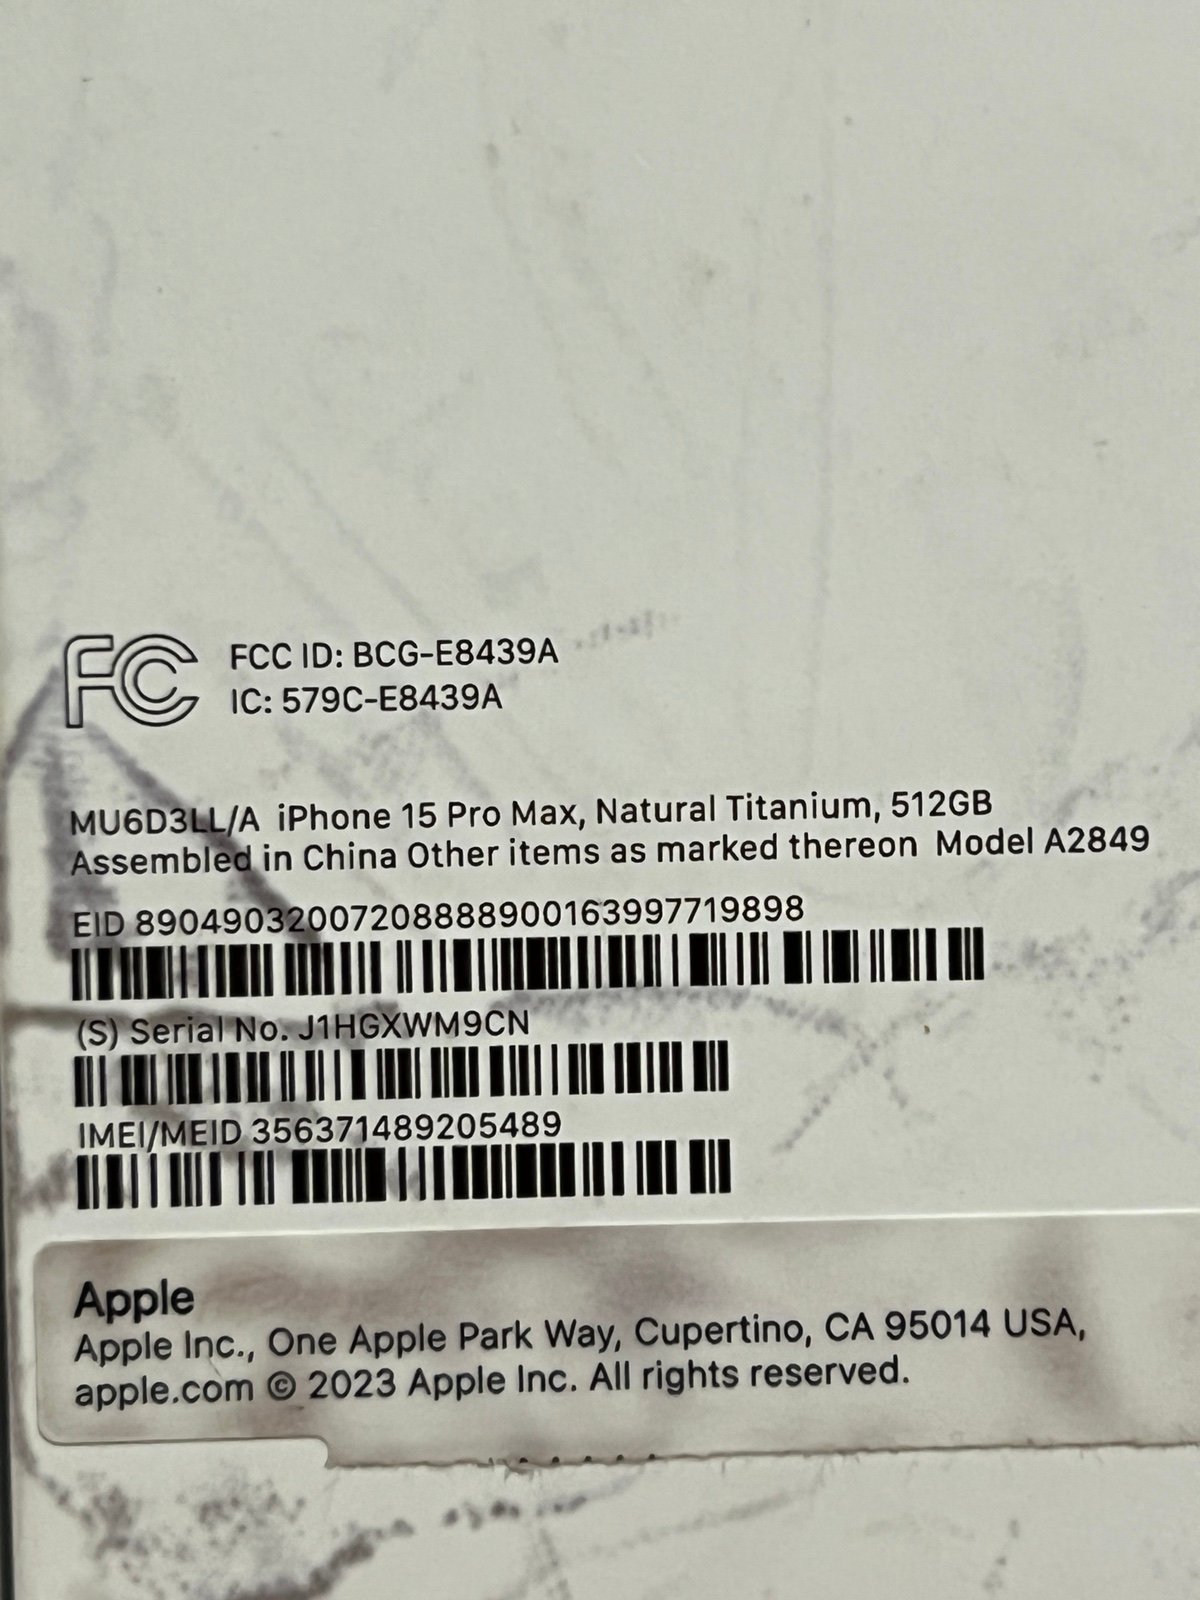 FC
FCC ID: BCG-E8439A
IC: 579C-E8439A
MU6D3LL/A iPhone 15 Pro Max, Natural Titanium, 512GB
Assembled in China Other items as marked thereon Model A2849
EID 89049032007208888900163997719898
(S) Serial No. J1HGXWM9CN
IMEI/MEID 356371489205489
Apple
Apple Inc., One Apple Park Way, Cupertino, CA 95014 USA,
apple.com © 2023 Apple Inc. All rights reserved.